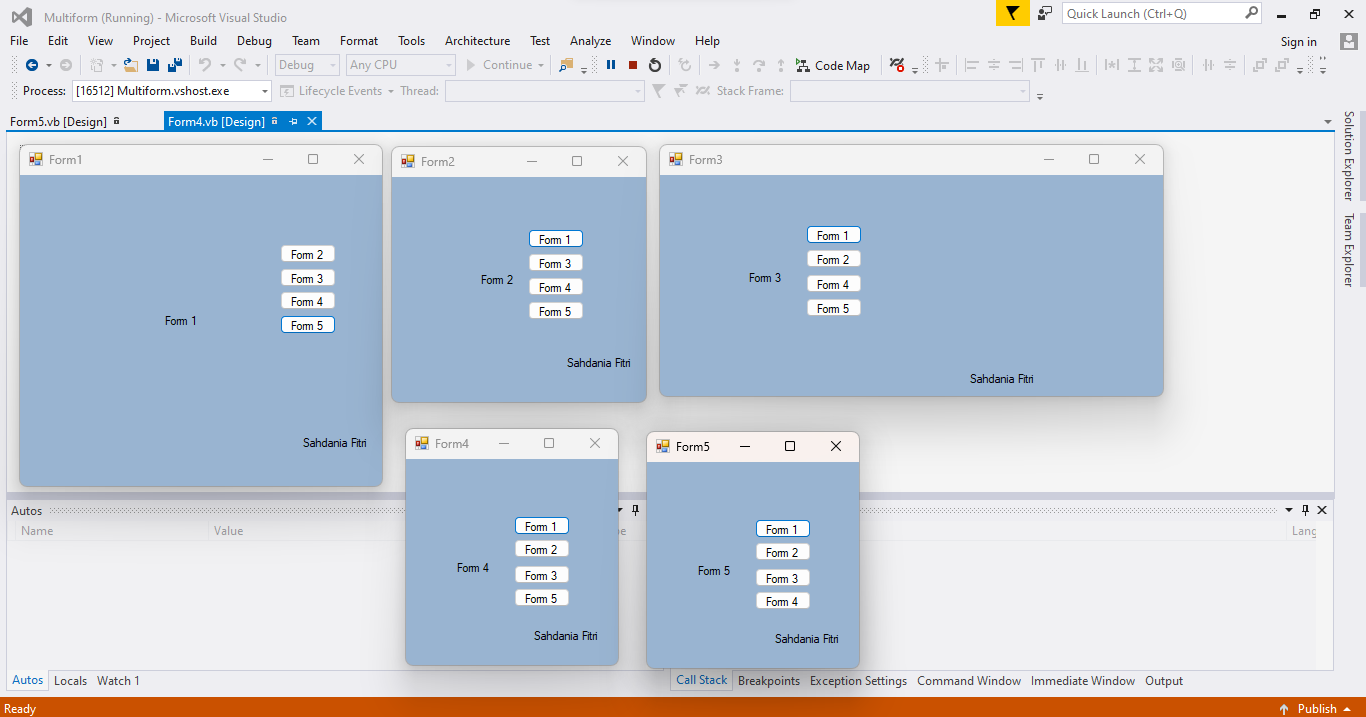 Multiform (Running) - Microsoft Visual Studio
Quick Launch (Ctrl+Q)
File Edit View Project Build Debug Team Format Tools Architecture Test Analyze Window Help
Sign in
Debug Any CPU Continue Code Map
Process: [16512] Multiform.vshost.exe Lifecycle Events Thread: Stack Frame:
Form5.vb [Design] Form4.vb [Design]
Solution Explorer
Team Explorer
Form1
Form 2
Form 3
Form 4
Form 5
Form 1
Sahdania Fitri
Form2
Form 1
Form 3
Form 2
Form 4
Form 5
Sahdania Fitri
Form3
Form 1
Form 2
Form 3
Form 4
Form 5
Sahdania Fitri
Form4
Form 1
Form 2
Form 4
Form 3
Form 5
Sahdania Fitri
Form5
Form 1
Form 2
Form 5
Form 3
Form 4
Sahdania Fitri
Autos
Name Value
Lang
Autos Locals Watch 1
Call Stack Breakpoints Exception Settings Command Window Immediate Window Output
Ready
Publish